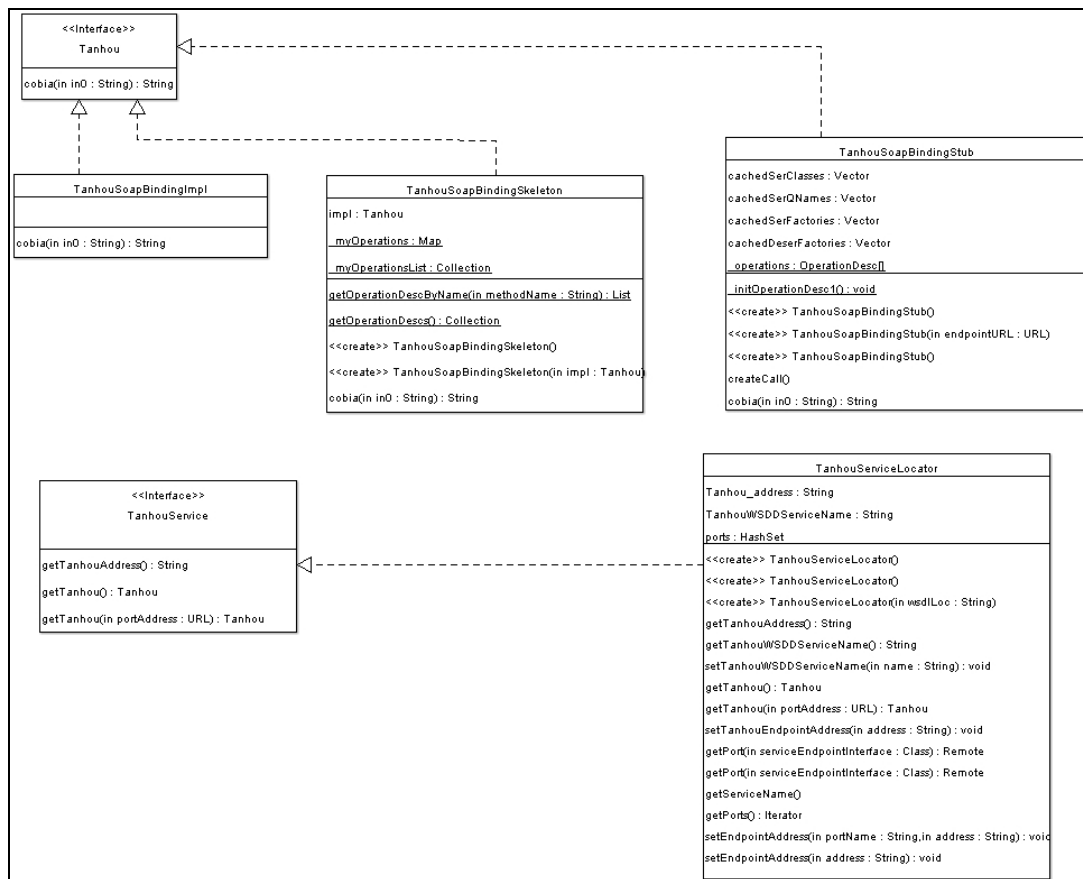 <<Interface>>
Tanhou
cobia(in in0 : String) : String
TanhouSoapBindingImpl
cobia(in in0 : String) : String
TanhouSoapBindingSkeleton
impl : Tanhou
_myOperations : Map
_myOperationsList : Collection
getOperationDescByName(in methodName : String) : List
getOperationDescs() : Collection
<<create>> TanhouSoapBindingSkeleton()
<<create>> TanhouSoapBindingSkeleton(in impl : Tanhou)
cobia(in in0 : String) : String
TanhouSoapBindingStub
cachedSerClasses : Vector
cachedSerQNames : Vector
cachedSerFactories : Vector
cachedDeserFactories : Vector
_operations : OperationDesc[]
_initOperationDesc1() : void
<<create>> TanhouSoapBindingStub()
<<create>> TanhouSoapBindingStub(in endpointURL : URL)
<<create>> TanhouSoapBindingStub()
createCall()
cobia(in in0 : String) : String
<<Interface>>
TanhouService
getTanhouAddress() : String
getTanhou() : Tanhou
getTanhou(in portAddress : URL) : Tanhou
TanhouServiceLocator
Tanhou_address : String
TanhouWSDDServiceName : String
ports : HashSet
<<create>> TanhouServiceLocator()
<<create>> TanhouServiceLocator()
<<create>> TanhouServiceLocator(in wsdlLoc : String)
getTanhouAddress() : String
getTanhouWSDDServiceName() : String
setTanhouWSDDServiceName(in name : String) : void
getTanhou() : Tanhou
getTanhou(in portAddress : URL) : Tanhou
setTanhouEndpointAddress(in address : String) : void
getPort(in serviceEndpointInterface : Class) : Remote
getPort(in serviceEndpointInterface : Class) : Remote
getServiceName()
getPorts() : Iterator
setEndpointAddress(in portName : String,in address : String) : void
setEndpointAddress(in address : String) : void